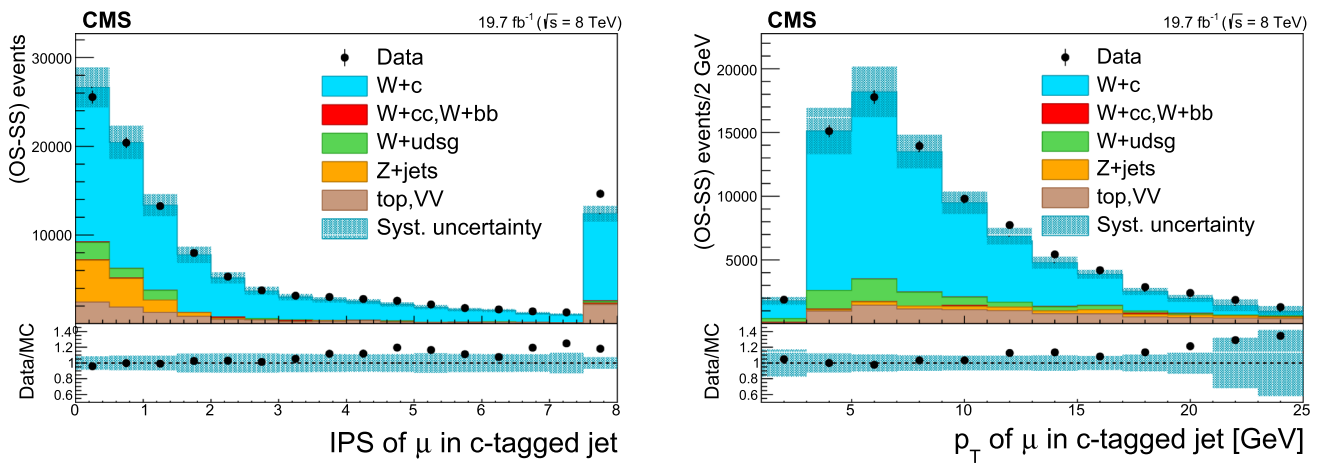 CMS
19.7 fb⁻¹ (√s = 8 TeV)
(OS-SS) events
30000
20000
10000
Data
W+c
W+cc,W+bb
W+udsg
Z+jets
top,VV
Syst. uncertainty
Data/MC
1.40
1.2
1
0.8
0.6
0 1 2 3 4 5 6 7 8
IPS of μ in c-tagged jet
CMS
19.7 fb⁻¹ (√s = 8 TeV)
(OS-SS) events/2 GeV
20000
15000
10000
5000
Data
W+c
W+cc,W+bb
W+udsg
Z+jets
top,VV
Syst. uncertainty
Data/MC
1.40
1.2
1
0.8
0.6
5 10 15 20 25
p_T of μ in c-tagged jet [GeV]